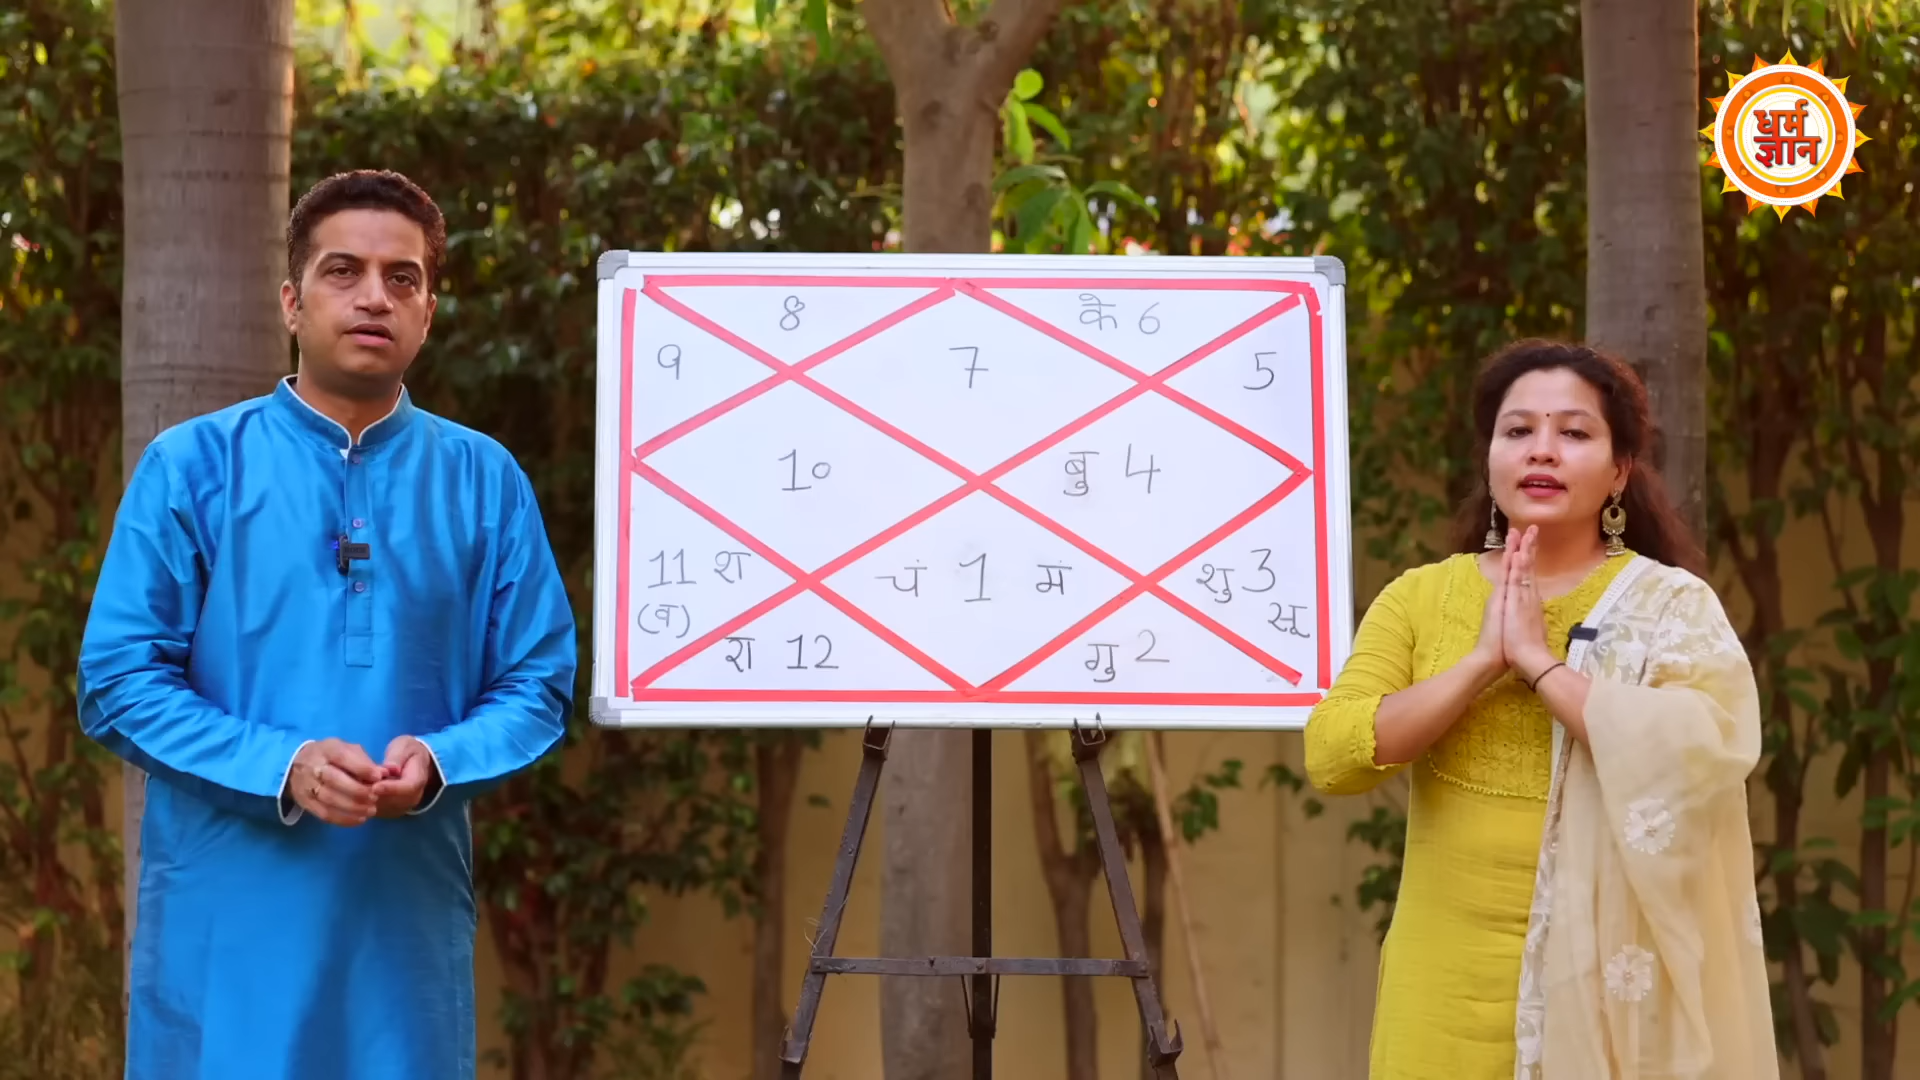 धर्म
ज्ञान
8
के 6
9
7
5
10
बु 4
11 श
(व)
चं 1 मं
शु 3
सू
रा 12
गु 2